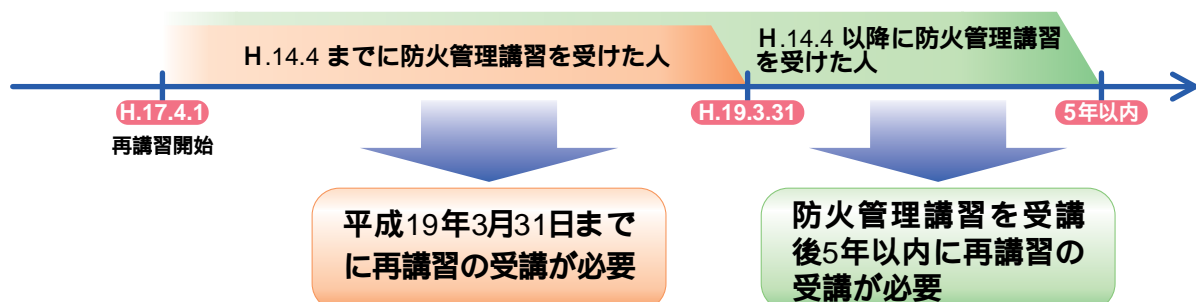 H.14.4 までに防火管理講習を受けた人
H.14.4 以降に防火管理講習
を受けた人
H.17.4.1
H.19.3.31
5年以内
再講習開始
平成19年3月31日まで
に再講習の受講が必要
防火管理講習を受講
後5年以内に再講習の
受講が必要